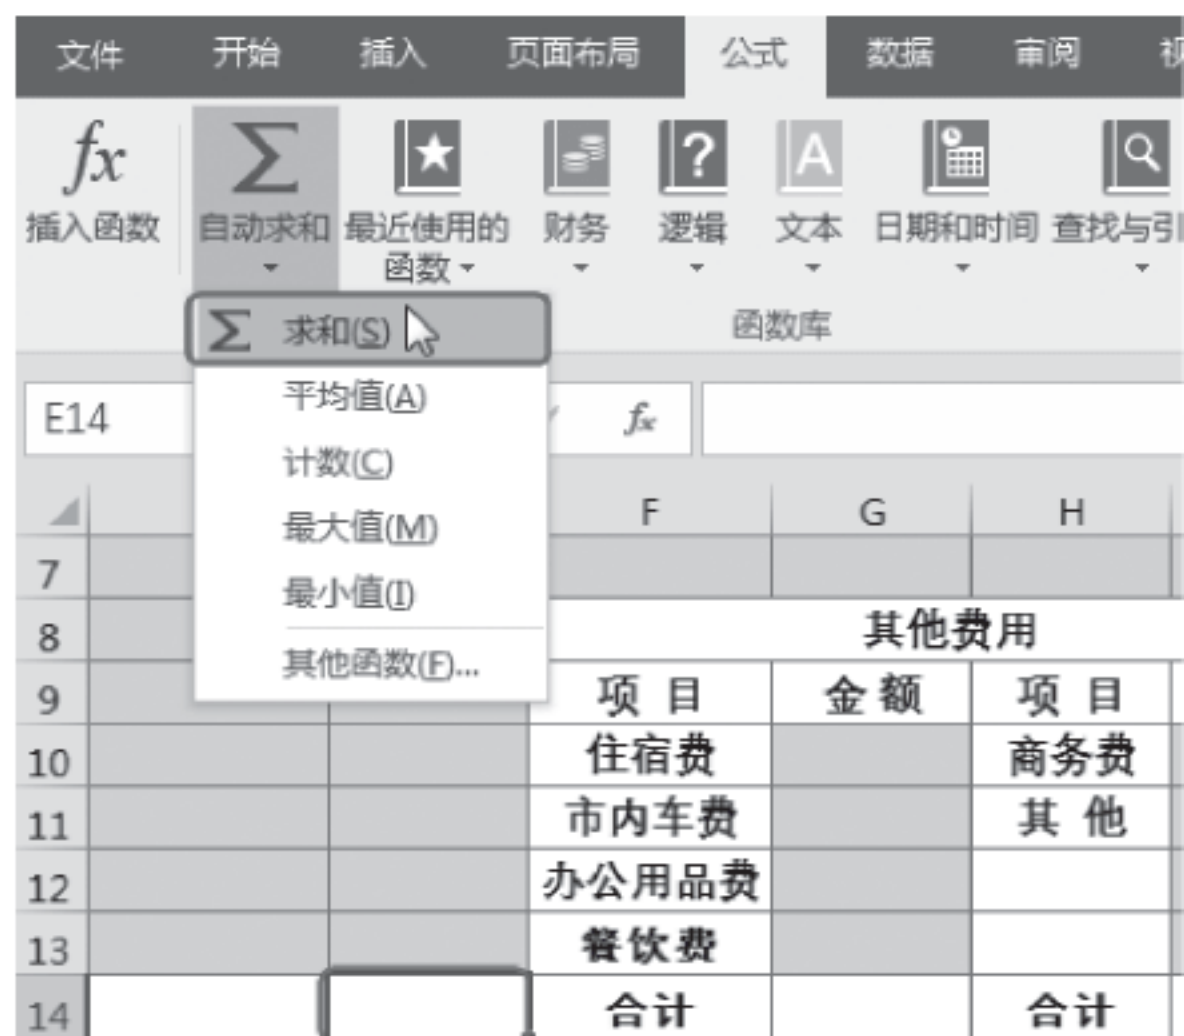 文件 开始 插入 页面布局 公式 数据 审阅
fx
插入函数 自动求和 最近使用的函数 财务 逻辑 文本 日期和时间 查找与引
函数库
求和(S)
平均值(A)
计数(C)
最大值(M)
最小值(I)
其他函数(F)...
E14 fx
F G H
7
8 其他费用
9 项 目 金 额 项 目
10 住宿费 商务费
11 市内车费 其 他
12 办公用品费
13 餐饮费
14 合计 合计